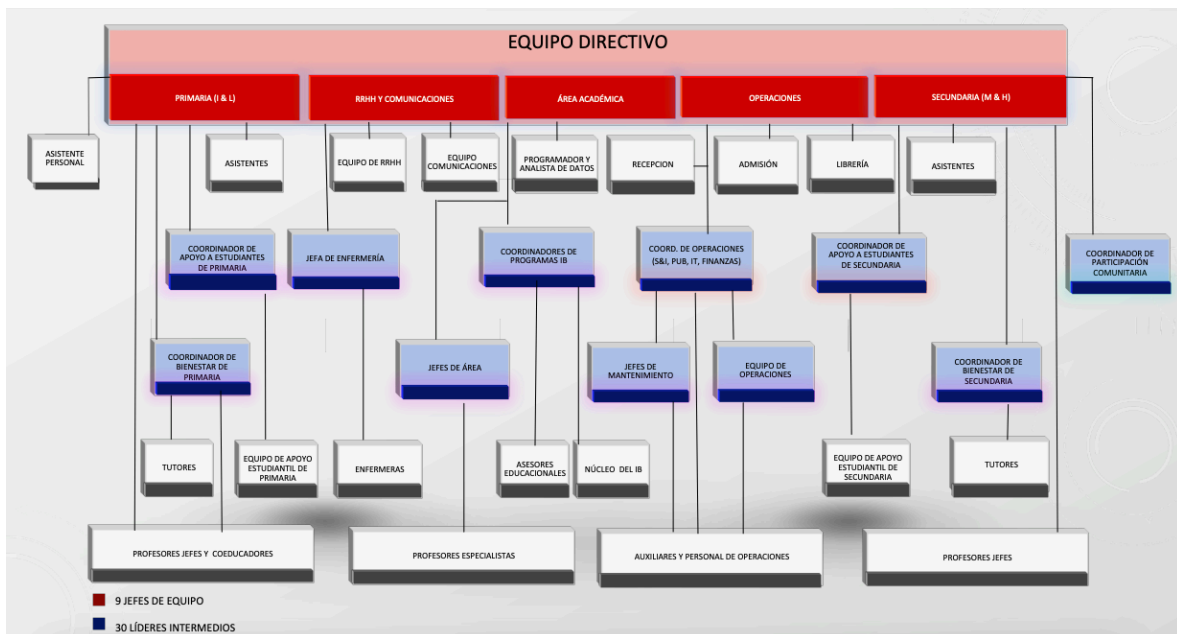 EQUIPO DIRECTIVO
PRIMARIA (I & L)
RRHH Y COMUNICACIONES
ÁREA ACADÉMICA
OPERACIONES
SECUNDARIA (M & H)
ASISTENTE
PERSONAL
ASISTENTES
EQUIPO DE RRHH
EQUIPO
COMUNICACIONES
PROGRAMADOR Y
ANALISTA DE DATOS
RECEPCION
ADMISIÓN
LIBRERÍA
ASISTENTES
COORDINADOR DE
APOYO A ESTUDIANTES
DE PRIMARIA
JEFA DE ENFERMERÍA
COORDINADORES DE
PROGRAMAS IB
COORD. DE OPERACIONES
(S&I, PUB, IT, FINANZAS)
COORDINADOR DE
APOYO A ESTUDIANTES
DE SECUNDARIA
COORDINADOR DE
PARTICIPACIÓN
COMUNITARIA
COORDINADOR DE
BIENESTAR DE
PRIMARIA
JEFES DE ÁREA
JEFES DE
MANTENIMIENTO
EQUIPO DE
OPERACIONES
COORDINADOR DE
BIENESTAR DE
SECUNDARIA
TUTORES
EQUIPO DE APOYO
ESTUDIANTIL DE
PRIMARIA
ENFERMERAS
ASESORES
EDUCACIONALES
NÚCLEO DEL IB
EQUIPO DE APOYO
ESTUDIANTIL DE
SECUNDARIA
TUTORES
PROFESORES JEFES Y COEDUCADORES
PROFESORES ESPECIALISTAS
AUXILIARES Y PERSONAL DE OPERACIONES
PROFESORES JEFES
9 JEFES DE EQUIPO
30 LÍDERES INTERMEDIOS